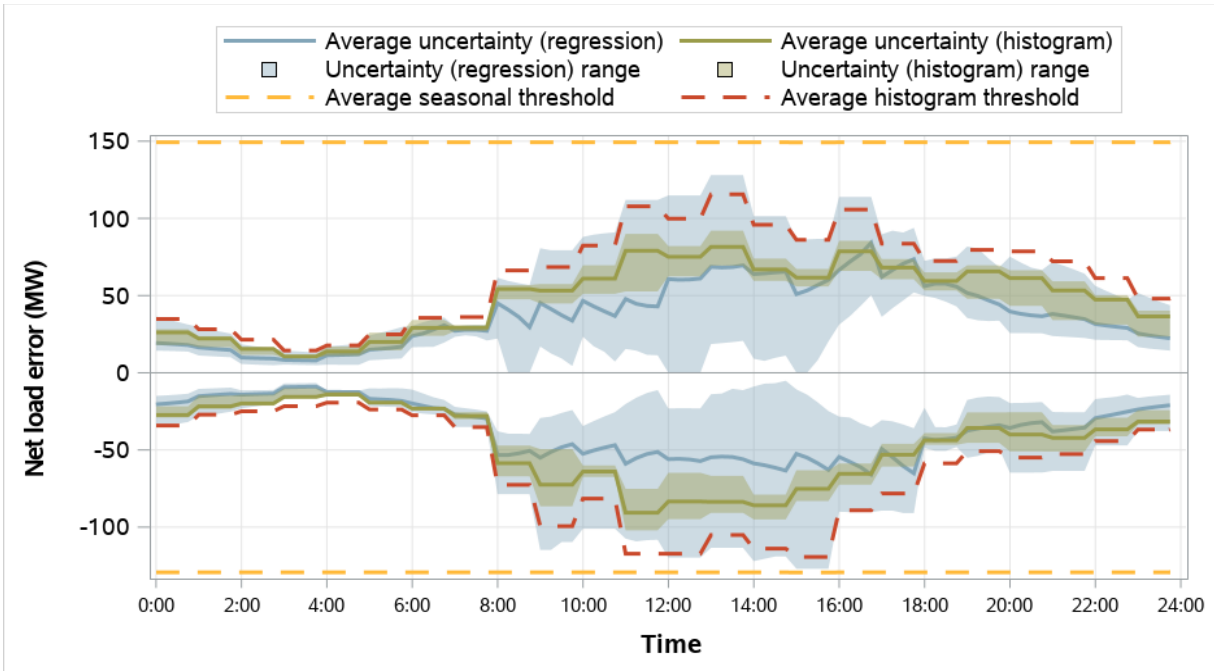 Average uncertainty (regression) Average uncertainty (histogram)
Uncertainty (regression) range Uncertainty (histogram) range
Average seasonal threshold Average histogram threshold
150
100
50
0
-50
-100
Net load error (MW)
0:00 2:00 4:00 6:00 8:00 10:00 12:00 14:00 16:00 18:00 20:00 22:00 24:00
Time